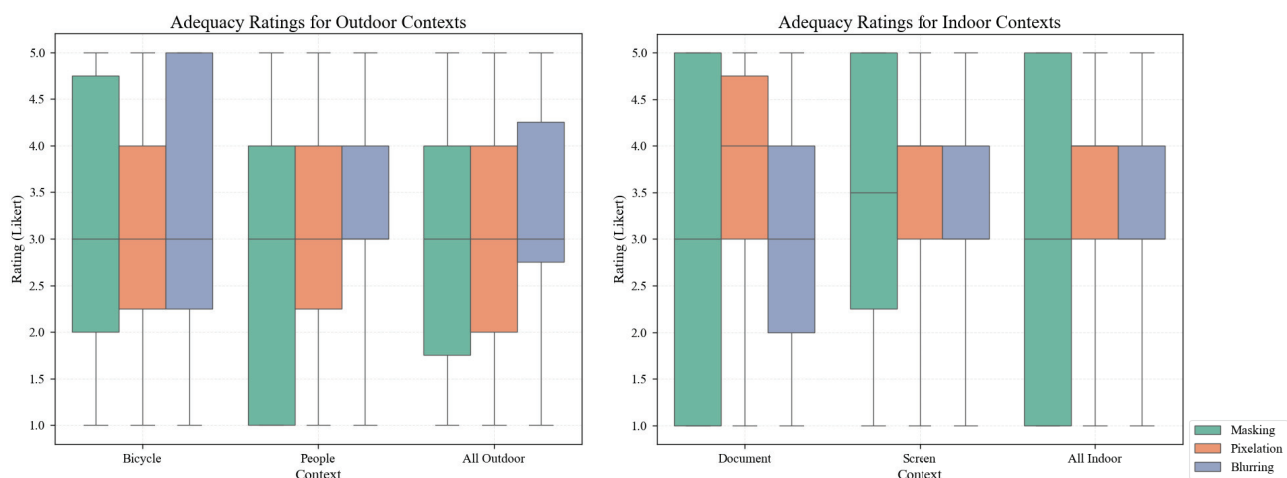 Adequacy Ratings for Outdoor Contexts
Rating (Likert)
5.0
4.5
4.0
3.5
3.0
2.5
2.0
1.5
1.0
Bicycle People All Outdoor
Context
Adequacy Ratings for Indoor Contexts
Rating (Likert)
5.0
4.5
4.0
3.5
3.0
2.5
2.0
1.5
1.0
Document Screen All Indoor
Context
Masking
Pixelation
Blurring